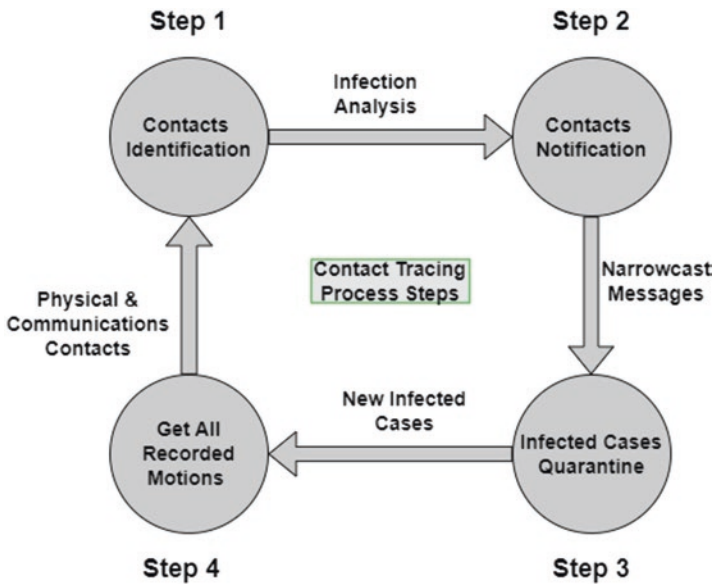 Step 1
Step 2
Infection
Analysis
Contacts
Identification
Contacts
Notification
Contact Tracing
Process Steps
Narrowcast
Messages
Physical &
Communications
Contacts
New Infected
Cases
Get All
Recorded
Motions
Infected Cases
Quarantine
Step 4
Step 3